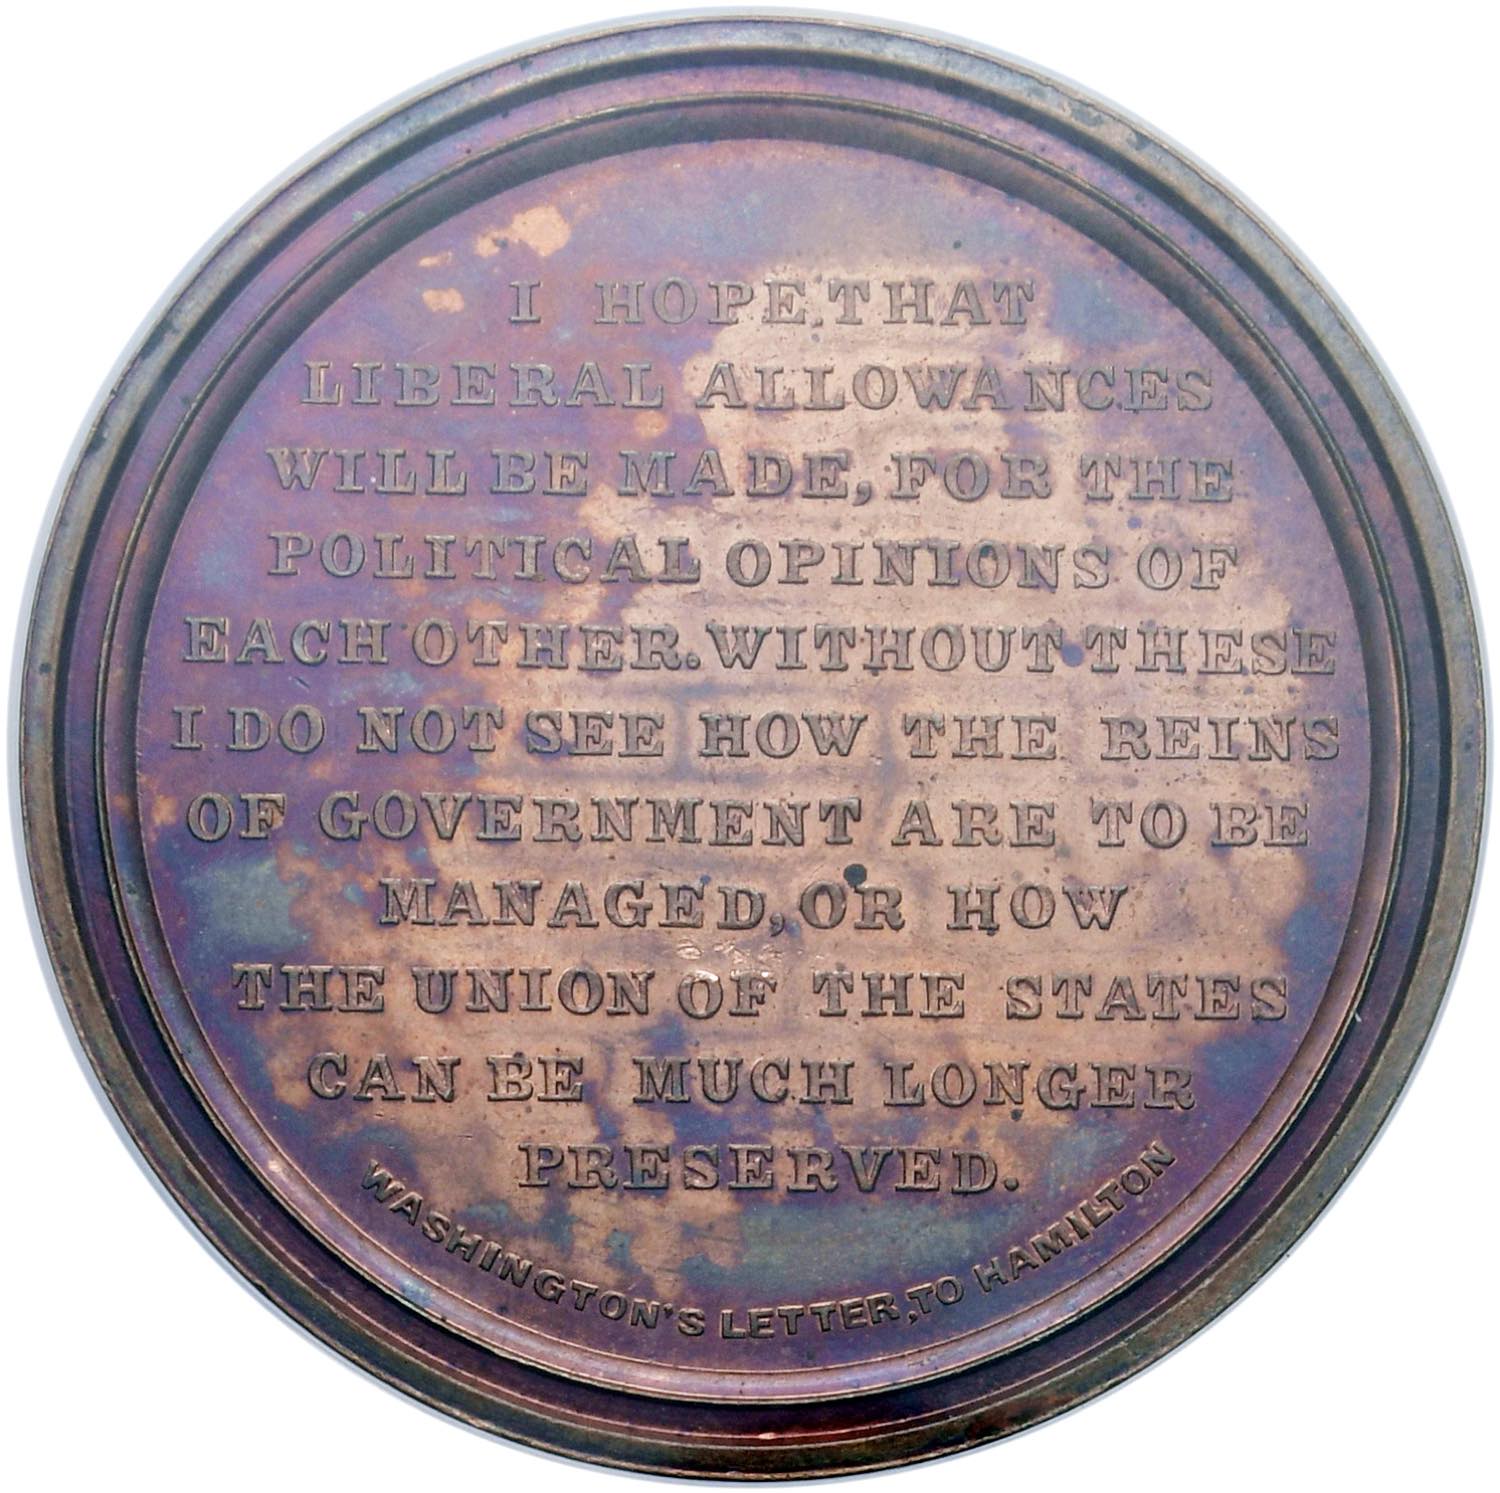 I HOPE THAT
LIBERAL ALLOWANCES
WILL BE MADE, FOR THE
POLITICAL OPINIONS OF
EACH OTHER. WITHOUT THESE
I DO NOT SEE HOW THE REINS
OF GOVERNMENT ARE TO BE
MANAGED, OR HOW
THE UNION OF THE STATES
CAN BE MUCH LONGER
PRESERVED.
WASHINGTON'S LETTER, TO HAMILTON